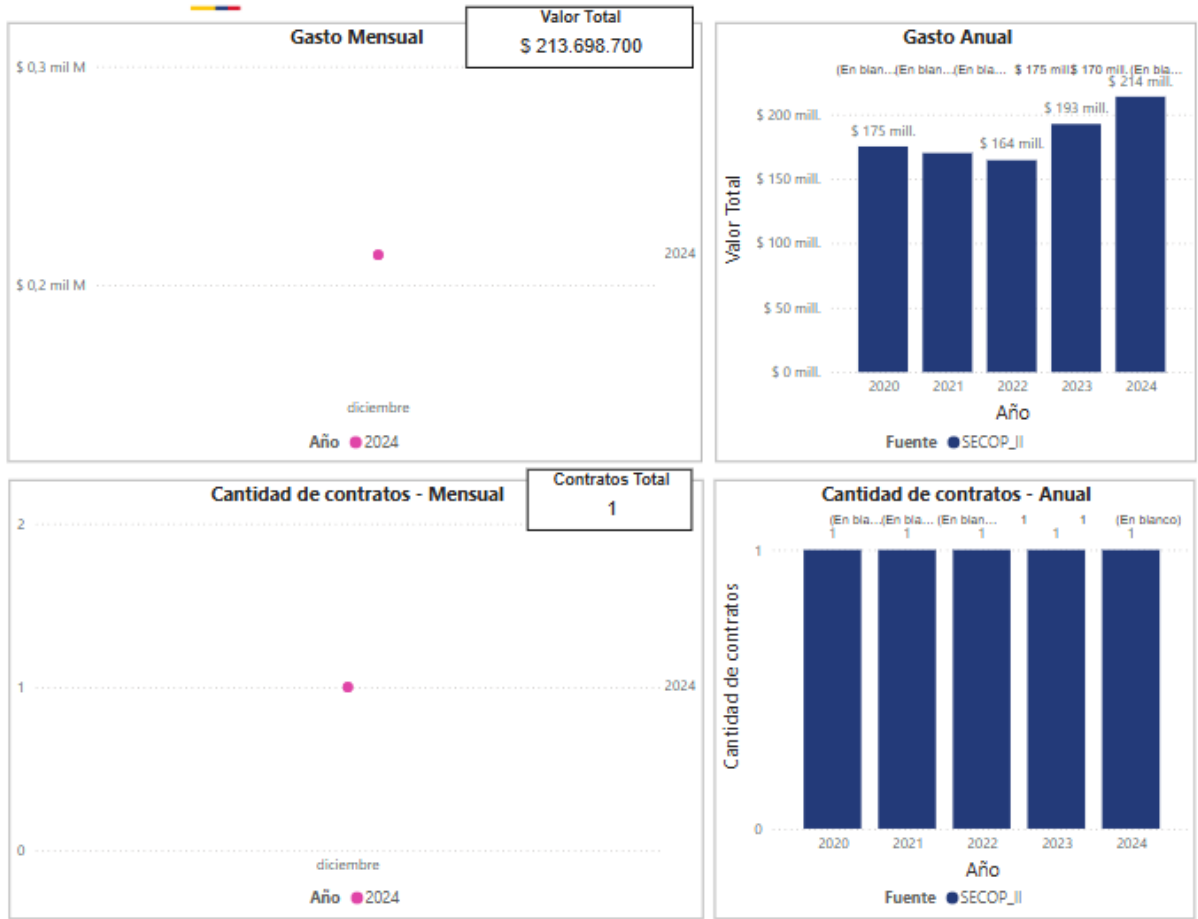 Gasto Mensual
Valor Total
$ 213.698.700
$ 0,3 mil M
$ 0,2 mil M
2024
diciembre
Año 2024
Gasto Anual
(En blan... (En blan... (En bla... $ 175 mill. $ 170 mill. (En bla...
$ 214 mill.
$ 193 mill.
$ 175 mill.
$ 164 mill.
$ 200 mill.
$ 150 mill.
$ 100 mill.
$ 50 mill.
$ 0 mill.
Valor Total
2020 2021 2022 2023 2024
Año
Fuente SECOP_II
Cantidad de contratos - Mensual
Contratos Total
1
2
1
0
2024
diciembre
Año 2024
Cantidad de contratos - Anual
(En bla... (En bla... (En blan... 1 1 (En blanco)
1 1 1 1 1
1
0
Cantidad de contratos
2020 2021 2022 2023 2024
Año
Fuente SECOP_II